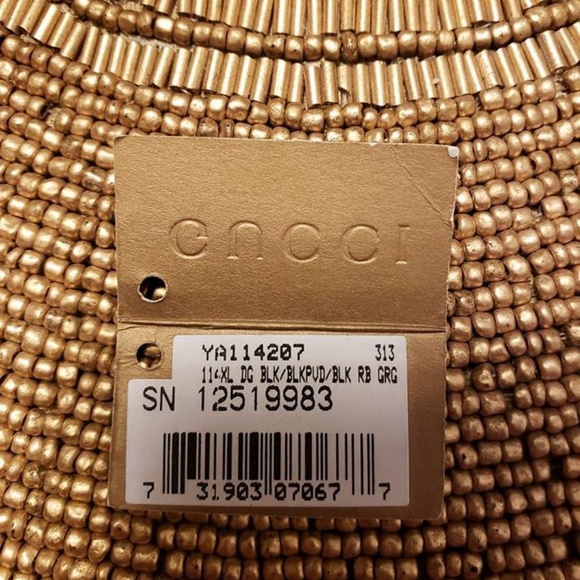 GUCCI
YA114207 313
114XL DG BLK/BLKPVD/BLK RB GRG
SN 12519983
7 31903 07067 7